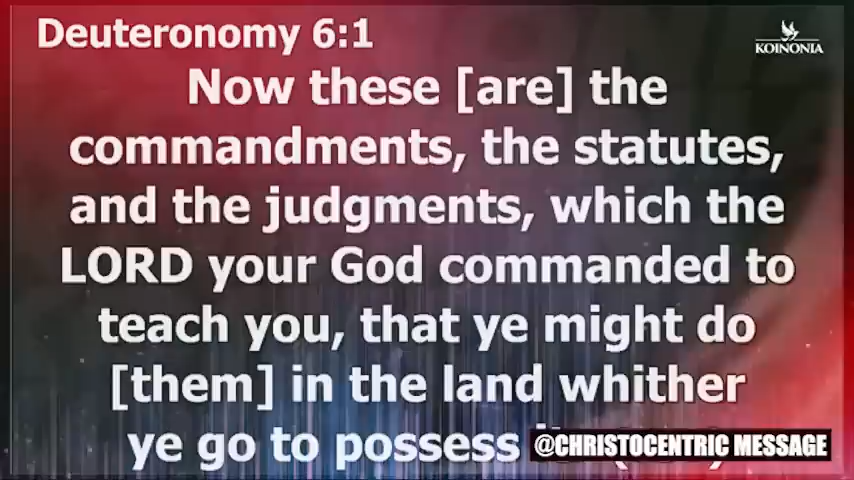 Deuteronomy 6:1
KOINONIA
Now these [are] the
commandments, the statutes,
and the judgments, which the
LORD your God commanded to
teach you, that ye might do
[them] in the land whither
ye go to possess
@CHRISTOCENTRIC MESSAGE